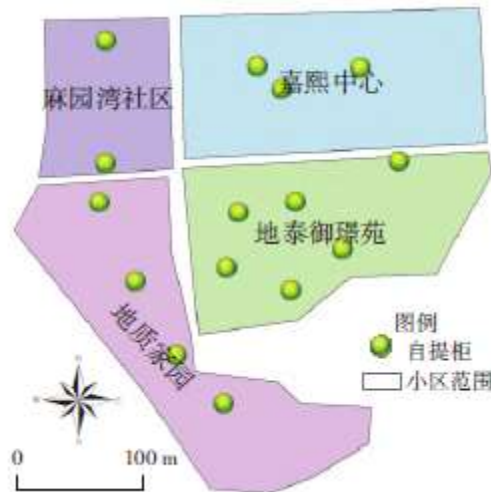 麻园湾社区
嘉熙中心
地泰御璟苑
地质家园
图例
自提柜
小区范围
0 100 m